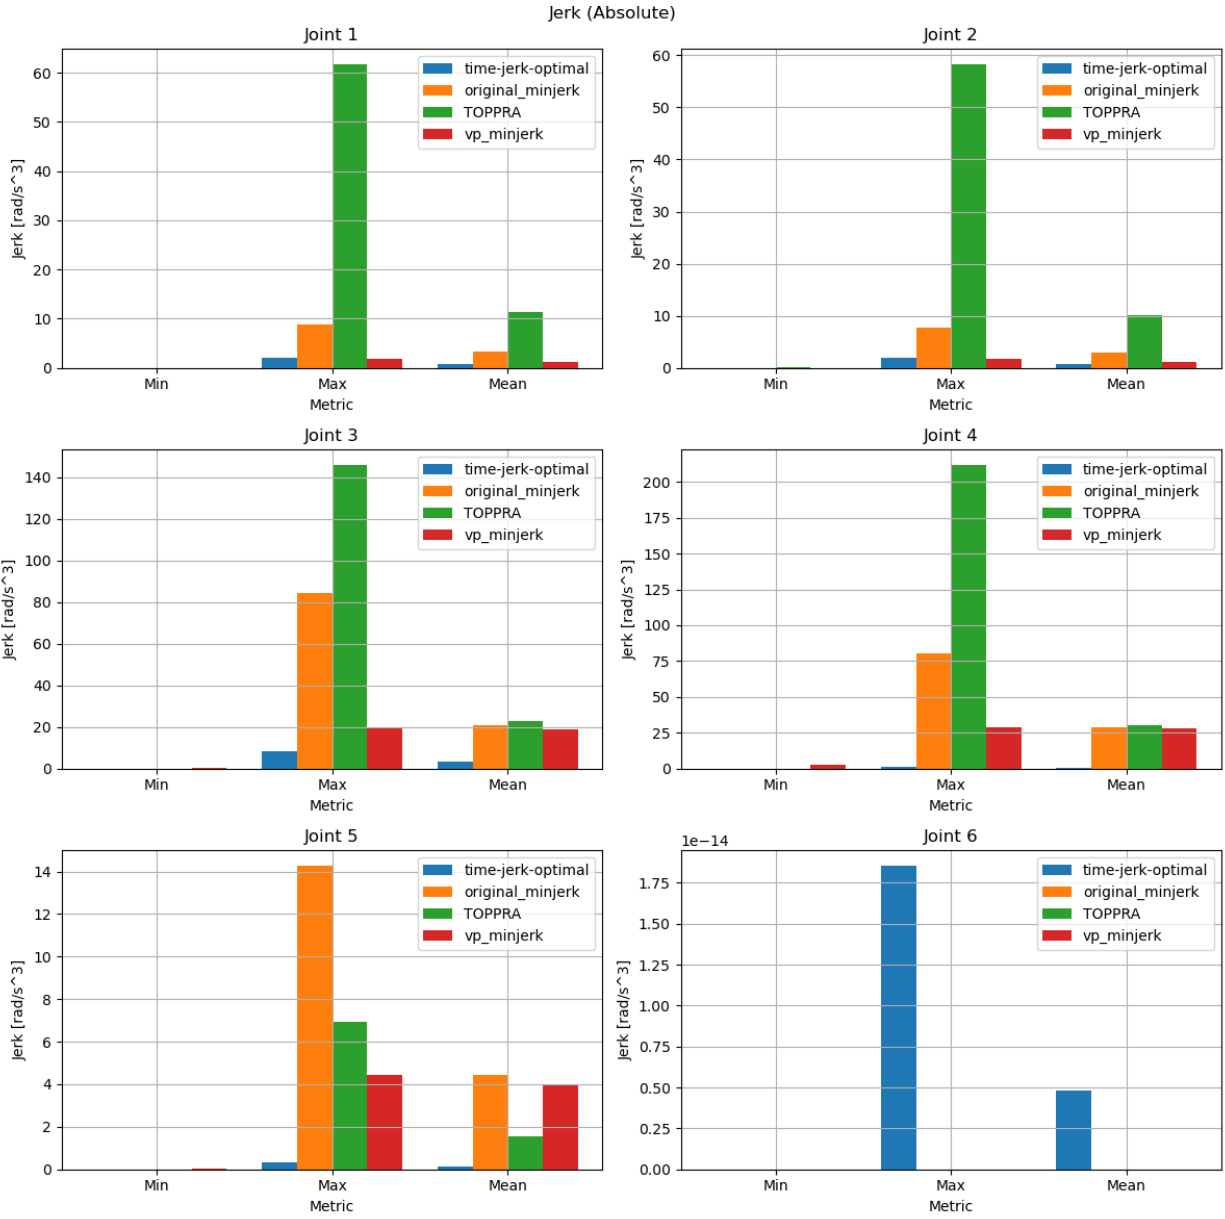 Jerk (Absolute)
Joint 1
Jerk [rad/s^3]
60
50
40
30
20
10
0
time-jerk-optimal
original_minjerk
TOPPRA
vp_minjerk
Min
Max
Mean
Metric
Joint 2
Jerk [rad/s^3]
60
50
40
30
20
10
0
time-jerk-optimal
original_minjerk
TOPPRA
vp_minjerk
Min
Max
Mean
Metric
Joint 3
Jerk [rad/s^3]
140
120
100
80
60
40
20
0
time-jerk-optimal
original_minjerk
TOPPRA
vp_minjerk
Min
Max
Mean
Metric
Joint 4
Jerk [rad/s^3]
200
175
150
125
100
75
50
25
0
time-jerk-optimal
original_minjerk
TOPPRA
vp_minjerk
Min
Max
Mean
Metric
Joint 5
Jerk [rad/s^3]
14
12
10
8
6
4
2
0
time-jerk-optimal
original_minjerk
TOPPRA
vp_minjerk
Min
Max
Mean
Metric
Joint 6
1e−14
Jerk [rad/s^3]
1.75
1.50
1.25
1.00
0.75
0.50
0.25
0.00
time-jerk-optimal
original_minjerk
TOPPRA
vp_minjerk
Min
Max
Mean
Metric